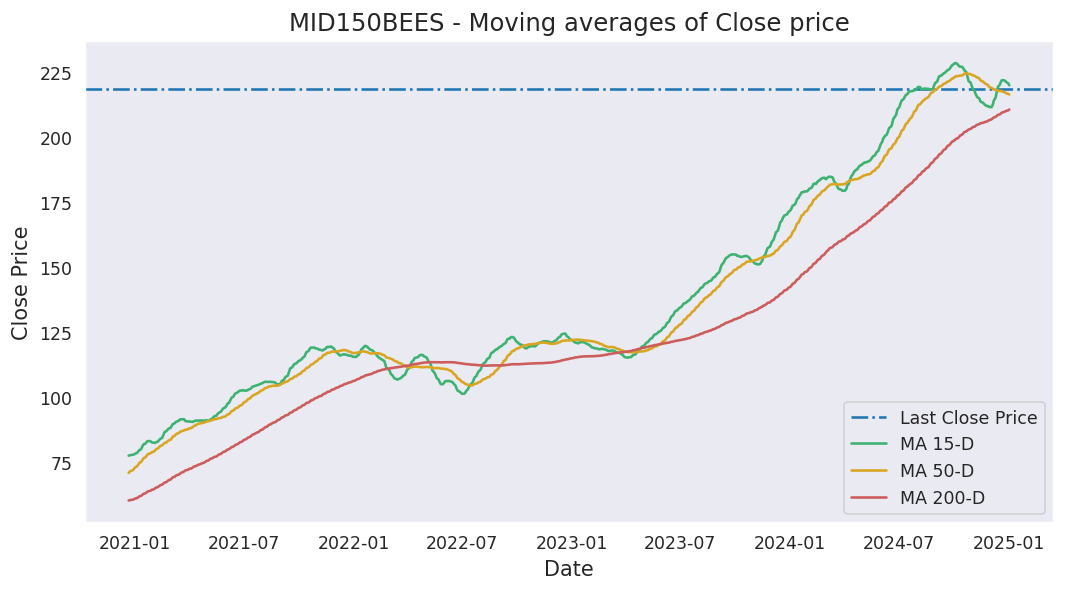 MID150BEES - Moving averages of Close price
Close Price
225
200
175
150
125
100
75
2021-01 2021-07 2022-01 2022-07 2023-01 2023-07 2024-01 2024-07 2025-01
Date
Last Close Price
MA 15-D
MA 50-D
MA 200-D